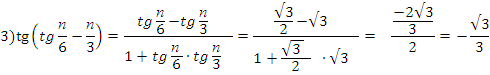 3)tg(tg n/6 − n/3) = (tg n/6 − tg n/3)/(1 + tg n/6 · tg n/3) = (√3/2 − √3)/(1 + √3/2 · √3) = (−2√3/3)/2 = −√3/3